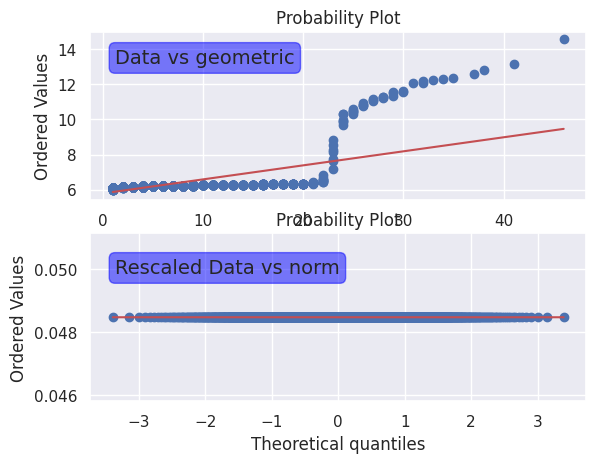 Probability Plot
Data vs geometric
Ordered Values
14
12
10
8
6
0 10 20 30 40
Probability Plot
Rescaled Data vs norm
Ordered Values
0.050
0.048
0.046
−3 −2 −1 0 1 2 3
Theoretical quantiles